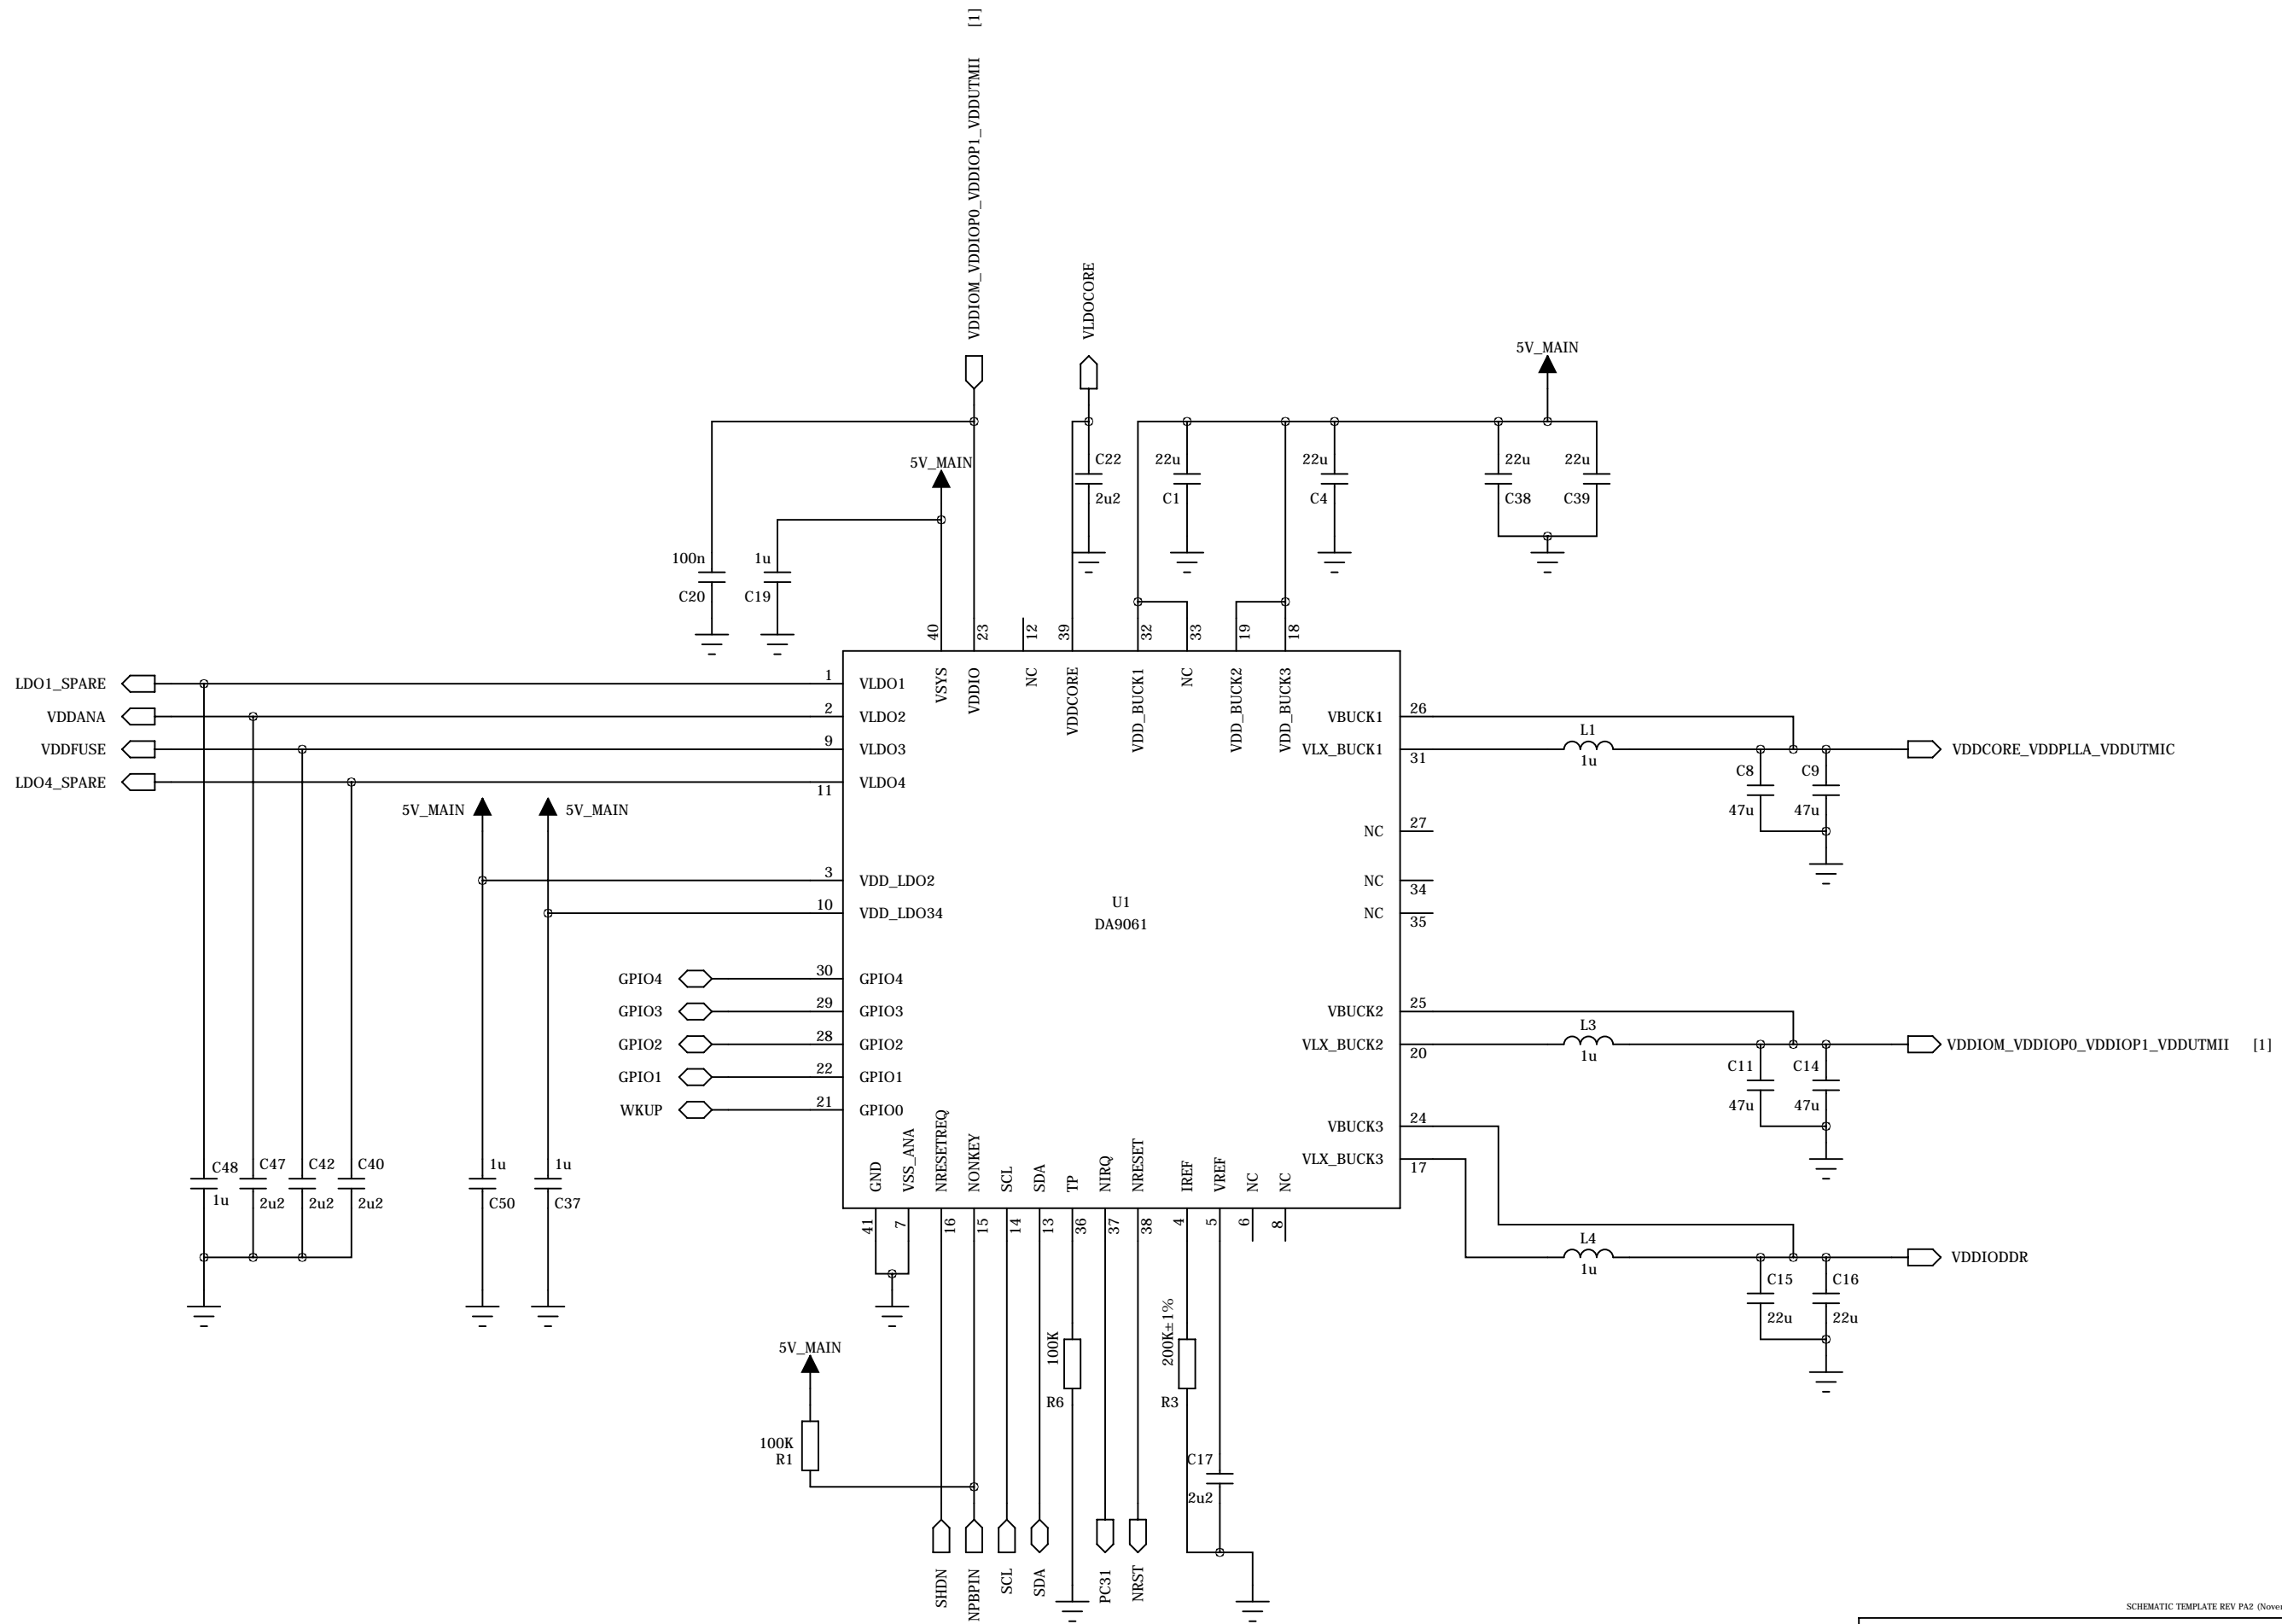 [1]
VDDIOM_VDDIOP0_VDDIOP1_VDDUTMII
VLDOCORE
5V_MAIN
5V_MAIN
C22
2u2
22u
C1
22u
C4
22u
C38
22u
C39
100n
C20
1u
C19
40
23
12
39
32
33
19
18
VSYS
VDDIO
NC
VDDCORE
VDD_BUCK1
NC
VDD_BUCK2
VDD_BUCK3
LDO1_SPARE
1
VLDO1
VDDANA
2
VLDO2
VDDFUSE
9
VLDO3
LDO4_SPARE
11
VLDO4
5V_MAIN
5V_MAIN
3
VDD_LDO2
10
VDD_LDO34
U1
DA9061
GPIO4
30
GPIO4
GPIO3
29
GPIO3
GPIO2
28
GPIO2
GPIO1
22
GPIO1
WKUP
21
GPIO0
VBUCK1
26
VLX_BUCK1
31
L1
1u
VDDCORE_VDDPLLA_VDDUTMIC
C8
47u
C9
47u
NC
27
NC
34
NC
35
VBUCK2
25
VLX_BUCK2
20
L3
1u
VDDIOM_VDDIOP0_VDDIOP1_VDDUTMII [1]
C11
47u
C14
47u
VBUCK3
24
VLX_BUCK3
17
L4
1u
VDDIODDR
C15
22u
C16
22u
C48
1u
C47
2u2
C42
2u2
C40
2u2
1u
C50
1u
C37
GND
VSS_ANA
NRESETREQ
NONKEY
SCL
SDA
TP
NIRQ
NRESET
IREF
VREF
NC
NC
41
7
16
15
14
13
36
37
38
4
5
6
8
5V_MAIN
100K
R1
100K
R6
200K±1%
R3
C17
2u2
SHDN
NPBPIN
SCL
SDA
PC31
NRST
SCHEMATIC TEMPLATE REV PA2